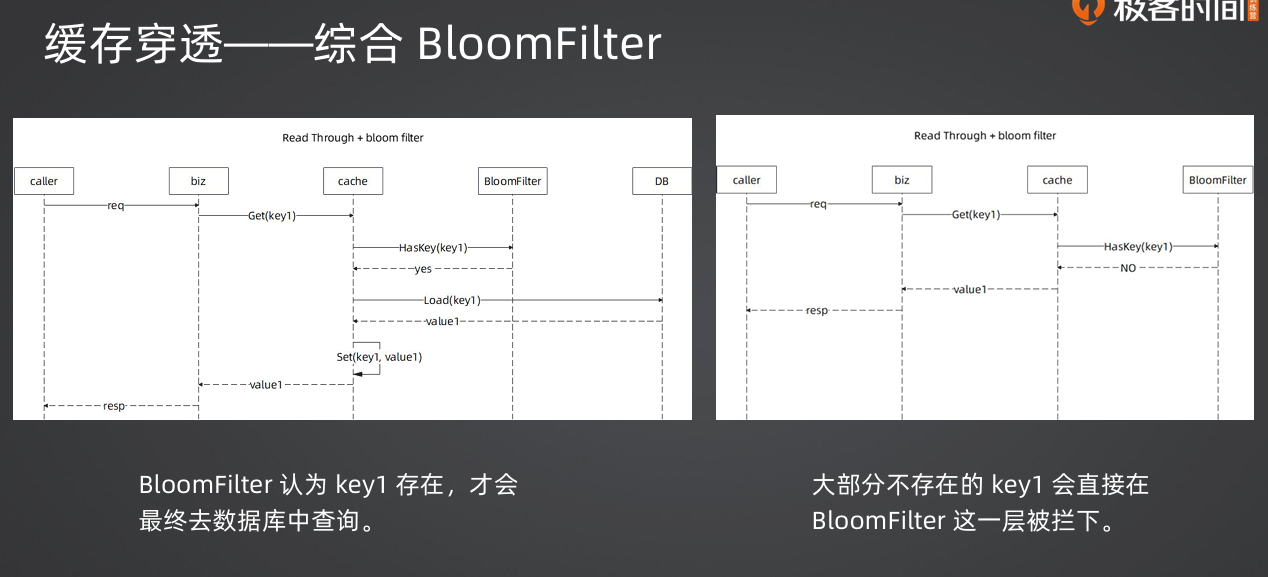 极客时间
缓存穿透——综合 BloomFilter
Read Through + bloom filter
caller
biz
cache
BloomFilter
DB
req
Get(key1)
HasKey(key1)
yes
Load(key1)
value1
Set(key1, value1)
value1
resp
Read Through + bloom filter
caller
biz
cache
BloomFilter
req
Get(key1)
HasKey(key1)
NO
value1
resp
BloomFilter 认为 key1 存在，才会
最终去数据库中查询。
大部分不存在的 key1 会直接在
BloomFilter 这一层被拦下。